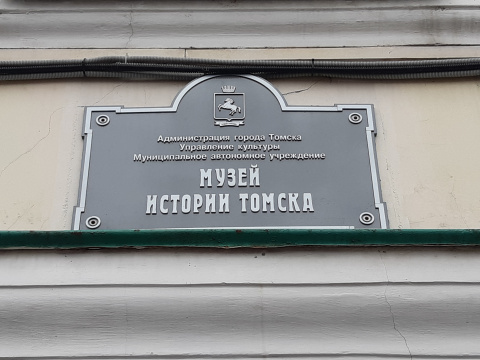 Администрация города Томска
Управление культуры
Муниципальное автономное учреждение
МУЗЕЙ
ИСТОРИИ ТОМСКА